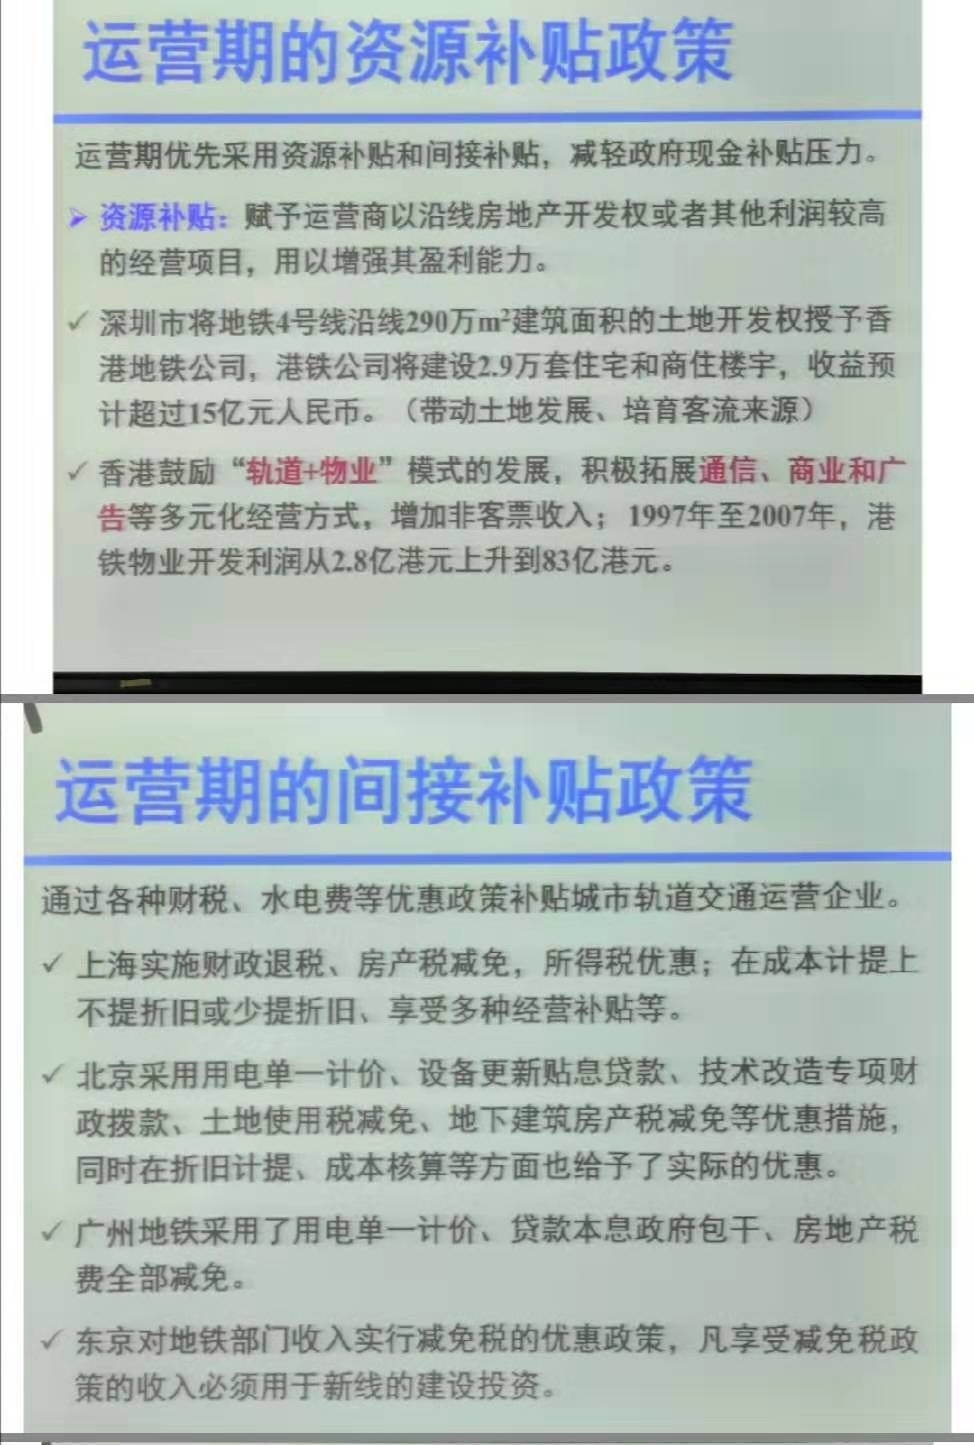 运营期的资源补贴政策
运营期优先采用资源补贴和间接补贴，减轻政府现金补贴压力。
➢ 资源补贴：赋予运营商以沿线房地产开发权或者其他利润较高
的经营项目，用以增强其盈利能力。
✓ 深圳市将地铁4号线沿线290万m²建筑面积的土地开发权授予香
港地铁公司，港铁公司将建设2.9万套住宅和商住楼宇，收益预
计超过15亿元人民币。（带动土地发展、培育客流来源）
✓ 香港鼓励“轨道+物业”模式的发展，积极拓展通信、商业和广
告等多元化经营方式，增加非客票收入；1997年至2007年，港
铁物业开发利润从2.8亿港元上升到83亿港元。
运营期的间接补贴政策
通过各种财税、水电费等优惠政策补贴城市轨道交通运营企业。
✓ 上海实施财政退税、房产税减免，所得税优惠；在成本计提上
不提折旧或少提折旧、享受多种经营补贴等。
✓ 北京采用用电单一计价、设备更新贴息贷款、技术改造专项财
政拨款、土地使用税减免、地下建筑房产税减免等优惠措施，
同时在折旧计提、成本核算等方面也给予了实际的优惠。
✓ 广州地铁采用了用电单一计价、贷款本息政府包干、房地产税
费全部减免。
✓ 东京对地铁部门收入实行减免税的优惠政策，凡享受减免税政
策的收入必须用于新线的建设投资。